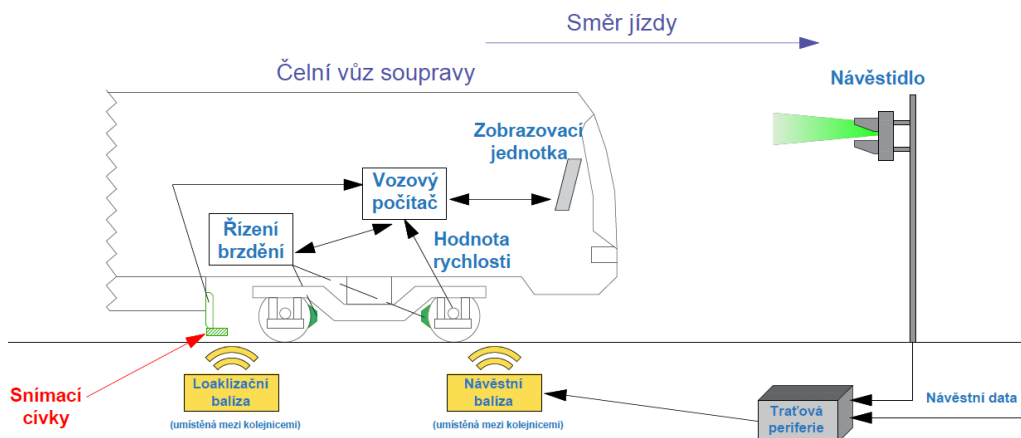 Směr jízdy
Čelní vůz soupravy
Návěstidlo
Zobrazovací
jednotka
Vozový
počítač
Řízení
brzdění
Hodnota
rychlosti
Snímací
cívky
Loaklizační
balíza
(umístěná mezi kolejnicemi)
Návěstní
balíza
(umístěná mezi kolejnicemi)
Traťová
periferie
Návěstní data